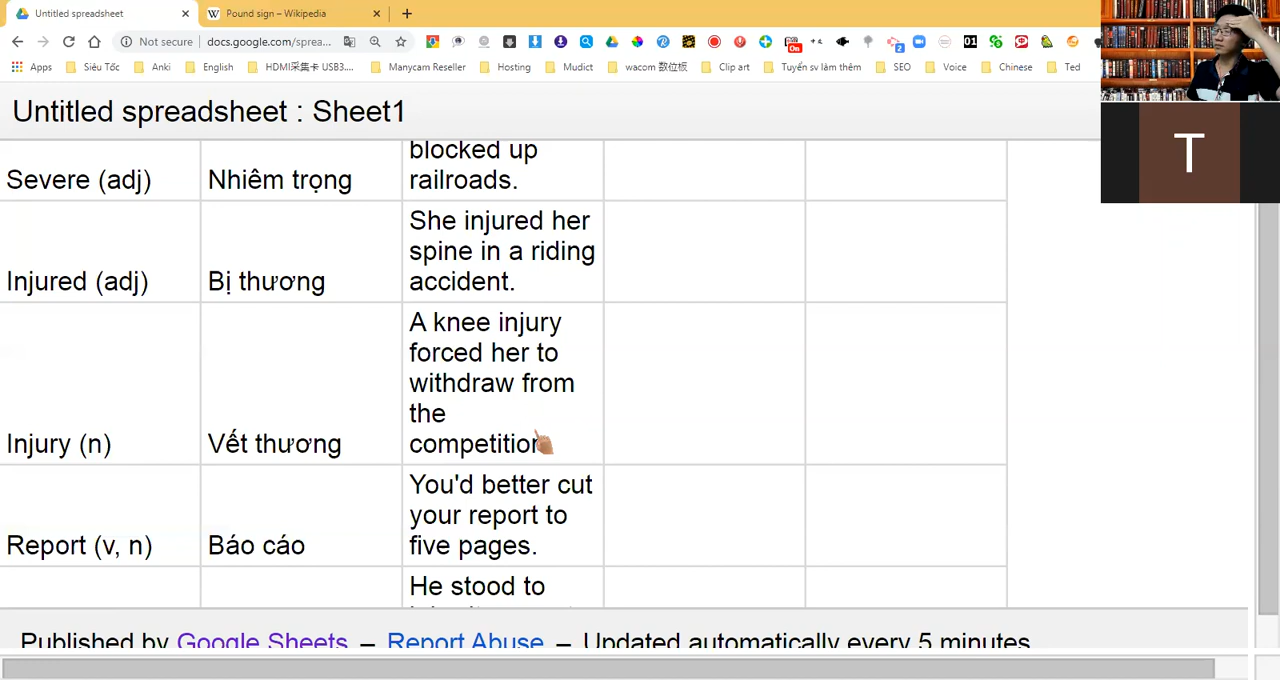 Untitled spreadsheet
Pound sign – Wikipedia
Not secure
docs.google.com/sprea...
Apps
Siêu Tốc
Anki
English
HDMI采集卡 USB3....
Manycam Reseller
Hosting
Mudict
wacom 数位板
Clip art
Tuyển sv làm thêm
SEO
Voice
Chinese
Ted
Untitled spreadsheet : Sheet1
T
blocked up
Severe (adj) Nhiêm trọng railroads.
She injured her
spine in a riding
Injured (adj) Bị thương accident.
A knee injury
forced her to
withdraw from
the
Injury (n) Vết thương competition
You'd better cut
your report to
Report (v, n) Báo cáo five pages.
He stood to
Published by Google Sheets – Report Abuse – Updated automatically every 5 minutes